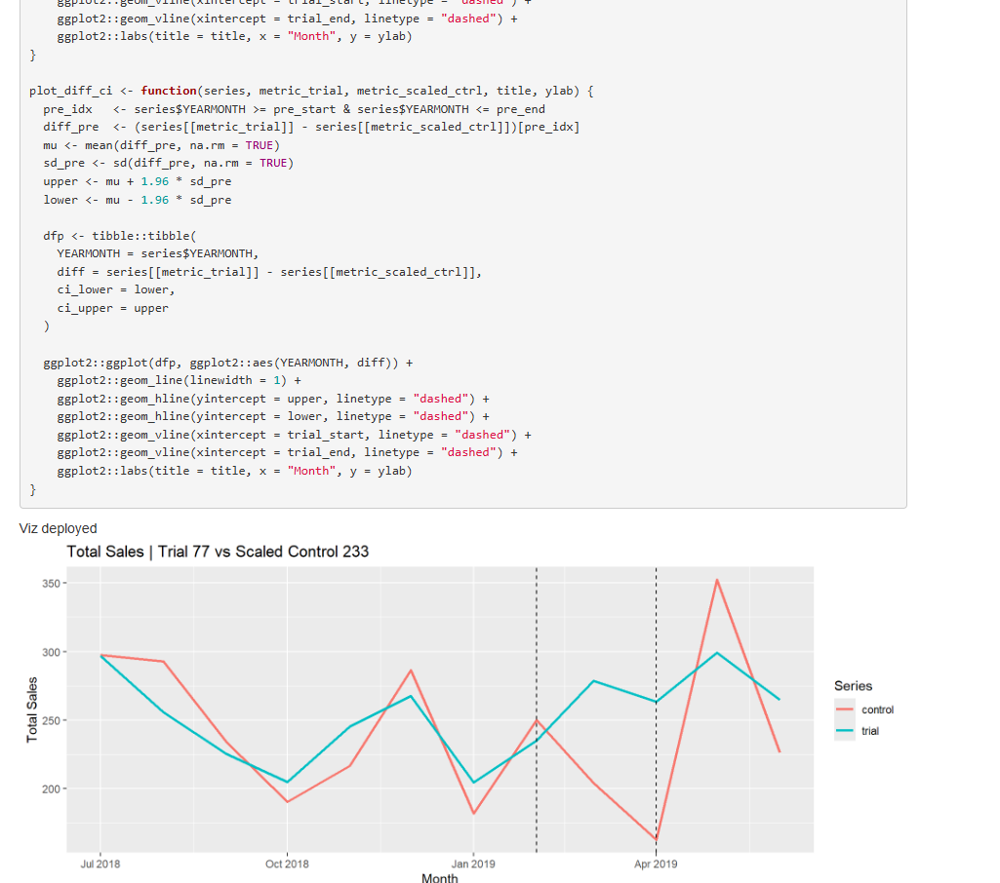 ggplot2::geom_vline(xintercept = trial_start, linetype = "dashed") +
ggplot2::geom_vline(xintercept = trial_end, linetype = "dashed") +
ggplot2::labs(title = title, x = "Month", y = ylab)
}
plot_diff_ci <- function(series, metric_trial, metric_scaled_ctrl, title, ylab) {
pre_idx   <- series$YEARMONTH >= pre_start & series$YEARMONTH <= pre_end
diff_pre  <- (series[[metric_trial]] - series[[metric_scaled_ctrl]])[pre_idx]
mu <- mean(diff_pre, na.rm = TRUE)
sd_pre <- sd(diff_pre, na.rm = TRUE)
upper <- mu + 1.96 * sd_pre
lower <- mu - 1.96 * sd_pre
dfp <- tibble::tibble(
YEARMONTH = series$YEARMONTH,
diff = series[[metric_trial]] - series[[metric_scaled_ctrl]],
ci_lower = lower,
ci_upper = upper
)
ggplot2::ggplot(dfp, ggplot2::aes(YEARMONTH, diff)) +
ggplot2::geom_line(linewidth = 1) +
ggplot2::geom_hline(yintercept = upper, linetype = "dashed") +
ggplot2::geom_hline(yintercept = lower, linetype = "dashed") +
ggplot2::geom_vline(xintercept = trial_start, linetype = "dashed") +
ggplot2::geom_vline(xintercept = trial_end, linetype = "dashed") +
ggplot2::labs(title = title, x = "Month", y = ylab)
}
Viz deployed
Total Sales | Trial 77 vs Scaled Control 233
350
300
250
200
Total Sales
Jul 2018
Oct 2018
Jan 2019
Apr 2019
Month
Series
control
trial